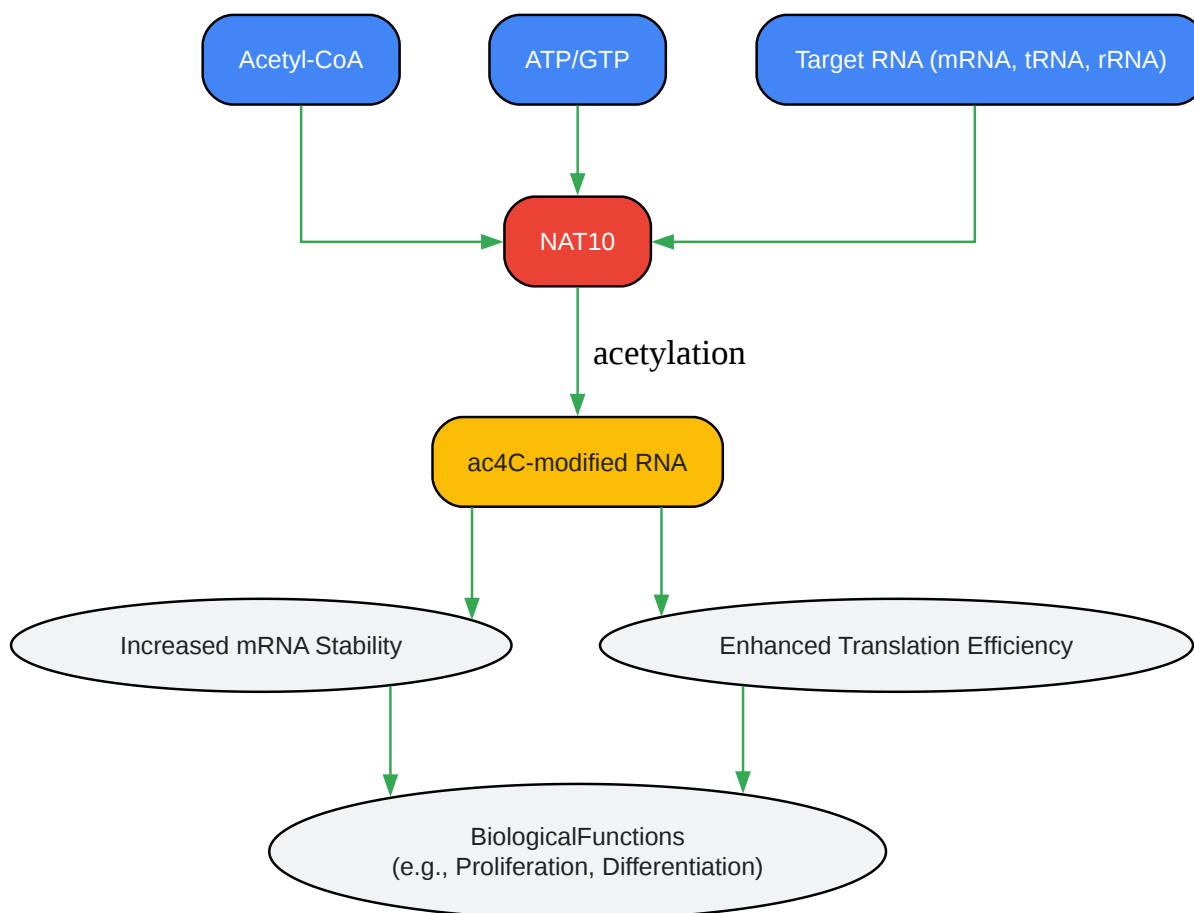 Acetyl-CoA
ATP/GTP
Target RNA (mRNA, tRNA, rRNA)
NAT10
acetylation
ac4C-modified RNA
Increased mRNA Stability
Enhanced Translation Efficiency
BiologicalFunctions
(e.g., Proliferation, Differentiation)